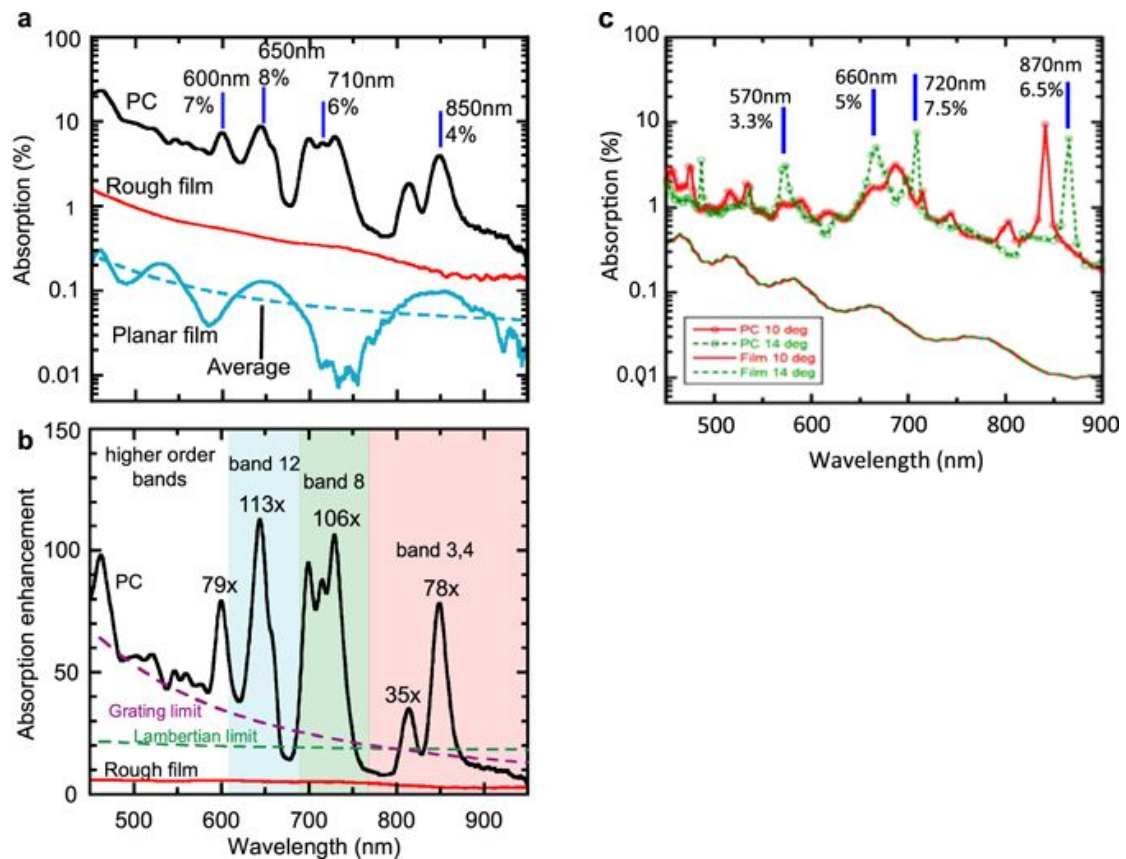 a
100
10
1
0.1
0.01
Absorption (%)
PC
600nm
7%
650nm
8%
710nm
6%
850nm
4%
Rough film
Planar film
Average
b
150
100
50
0
Absorption enhancement
higher order
bands
band 12
band 8
band 3,4
PC
79x
113x
106x
35x
78x
Grating limit
Lambertian limit
Rough film
500
600
700
800
900
Wavelength (nm)
c
100
10
1
0.1
0.01
Absorption (%)
570nm
3.3%
660nm
5%
720nm
7.5%
870nm
6.5%
PC 10 deg
PC 14 deg
Film 10 deg
Film 14 deg
500
600
700
800
900
Wavelength (nm)